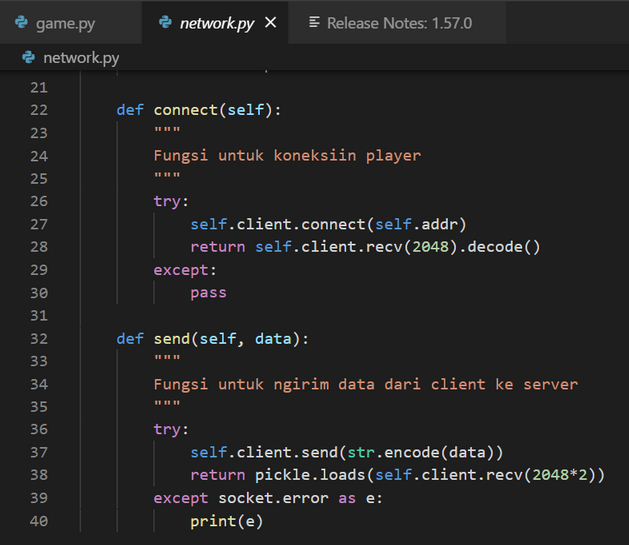 game.py network.py × Release Notes: 1.57.0
network.py
21
22 def connect(self):
23 """
24 Fungsi untuk koneksiin player
25 """
26 try:
27 self.client.connect(self.addr)
28 return self.client.recv(2048).decode()
29 except:
30 pass
31
32 def send(self, data):
33 """
34 Fungsi untuk ngirim data dari client ke server
35 """
36 try:
37 self.client.send(str.encode(data))
38 return pickle.loads(self.client.recv(2048*2))
39 except socket.error as e:
40 print(e)